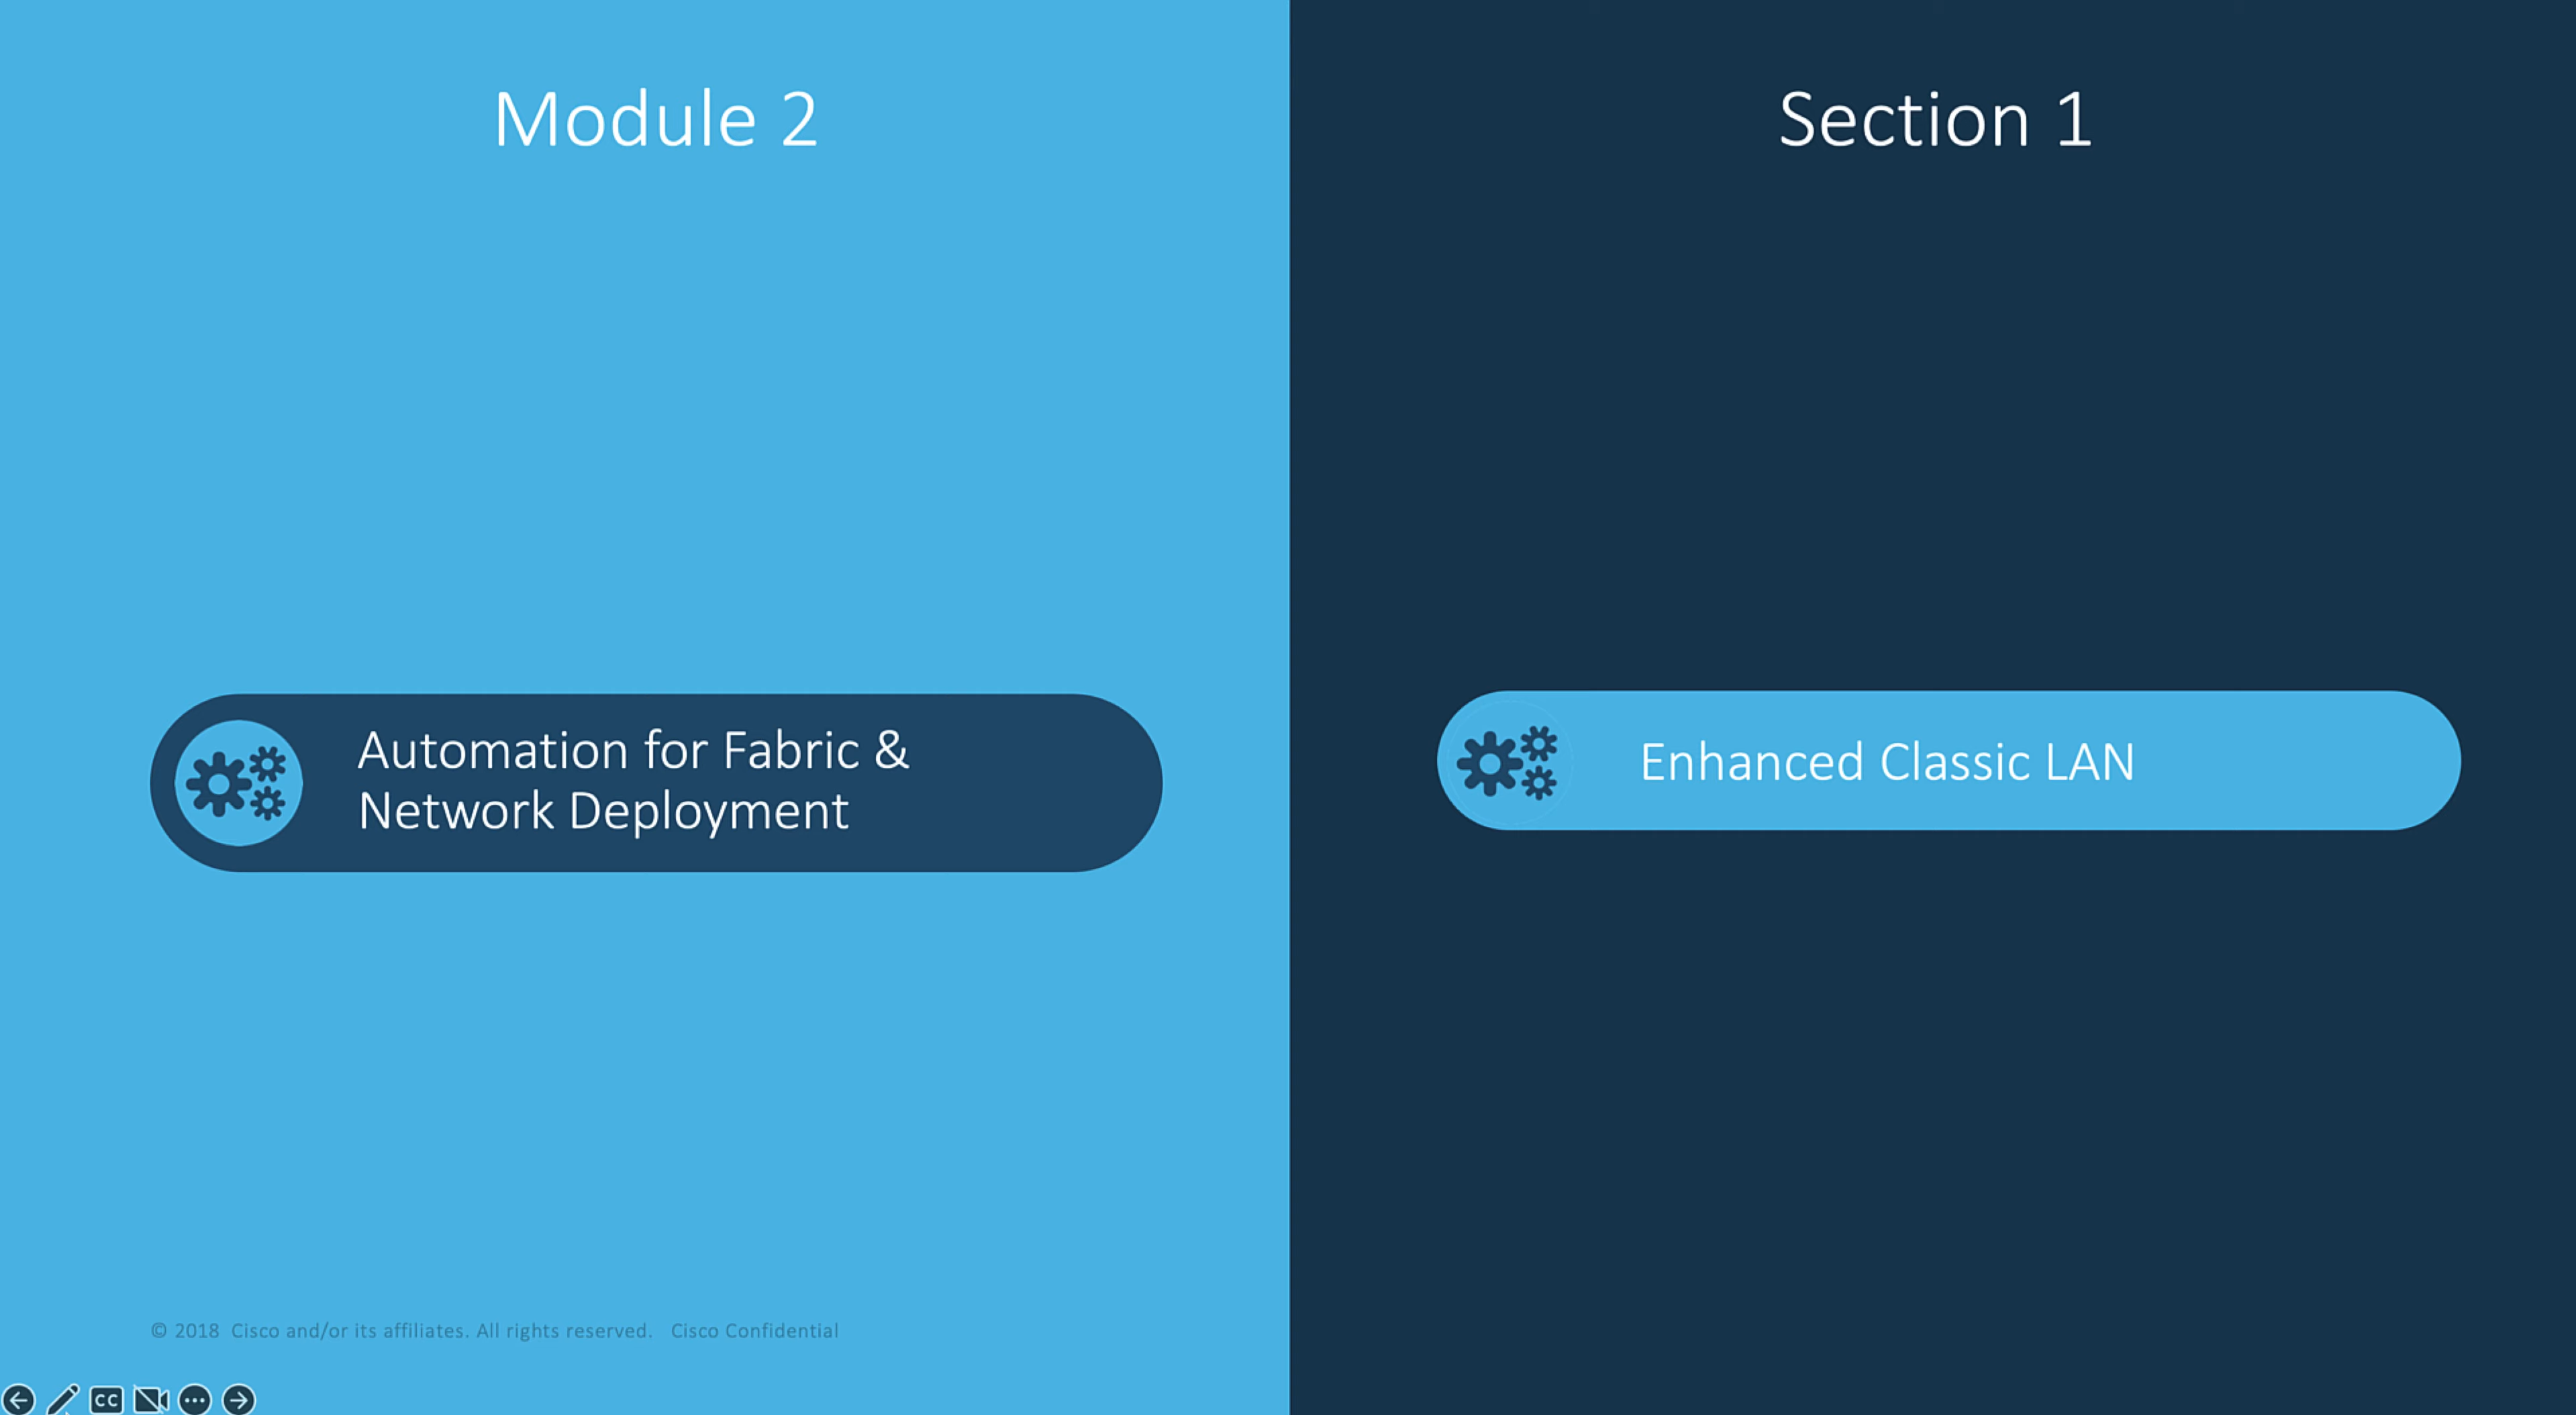 Module 2
Automation for Fabric &
Network Deployment
© 2018 Cisco and/or its affiliates. All rights reserved. Cisco Confidential
CC
Section 1
Enhanced Classic LAN